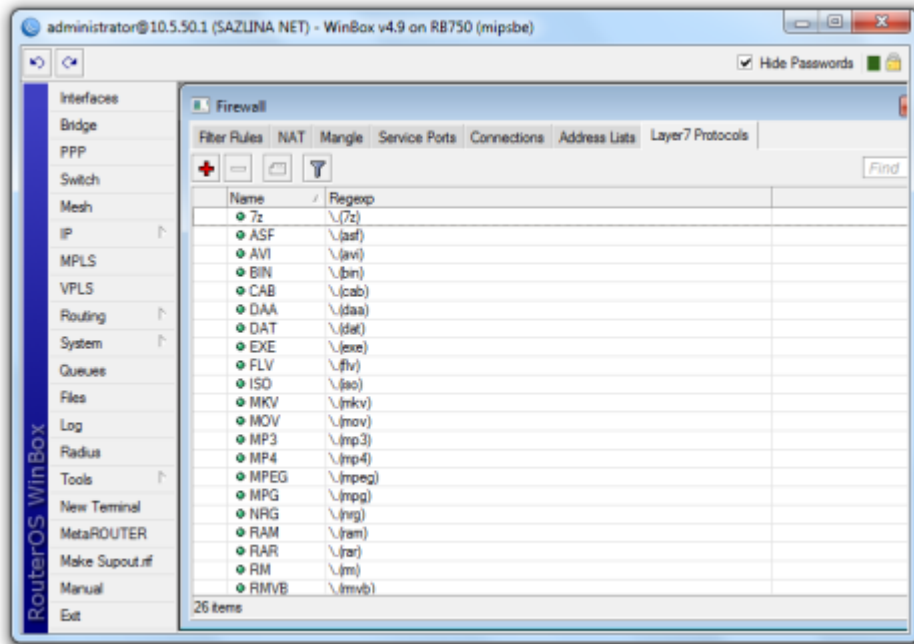 administrator@10.5.50.1 (SAZLINA NET) - WinBox v4.9 on RB750 (mipsbe)
Hide Passwords
Interfaces
Bridge
PPP
Switch
Mesh
IP
MPLS
VPLS
Routing
System
Queues
Files
Log
Radius
Tools
New Terminal
MetaROUTER
Make Supout.rif
Manual
Exit
RouterOS WinBox
Firewall
Filter Rules NAT Mangle Service Ports Connections Address Lists Layer7 Protocols
Find
Name / Regexp
7z \.(7z)
ASF \.(asf)
AVI \.(avi)
BIN \.(bin)
CAB \.(cab)
DAA \.(daa)
DAT \.(dat)
EXE \.(exe)
FLV \.(flv)
ISO \.(iso)
MKV \.(mkv)
MOV \.(mov)
MP3 \.(mp3)
MP4 \.(mp4)
MPEG \.(mpeg)
MPG \.(mpg)
NRG \.(nrg)
RAM \.(ram)
RAR \.(rar)
RM \.(rm)
RMVB \.(rmvb)
26 items